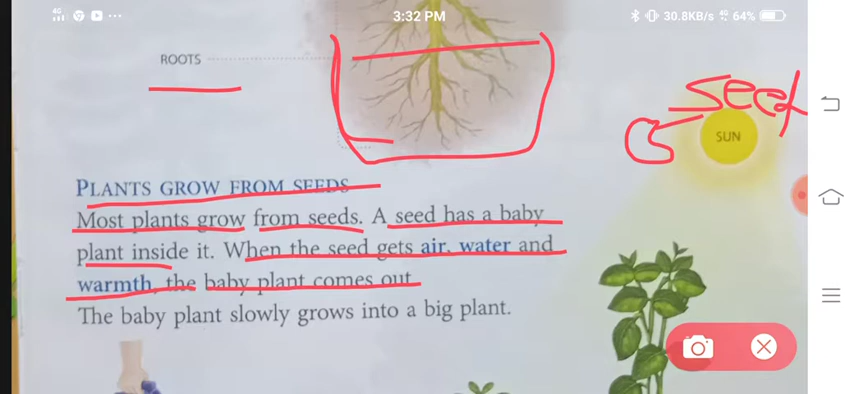 4G 3:32 PM 30.8KB/s 4G 64%
ROOTS
seed
SUN
PLANTS GROW FROM SEEDS
Most plants grow from seeds. A seed has a baby
plant inside it. When the seed gets air, water and
warmth, the baby plant comes out.
The baby plant slowly grows into a big plant.